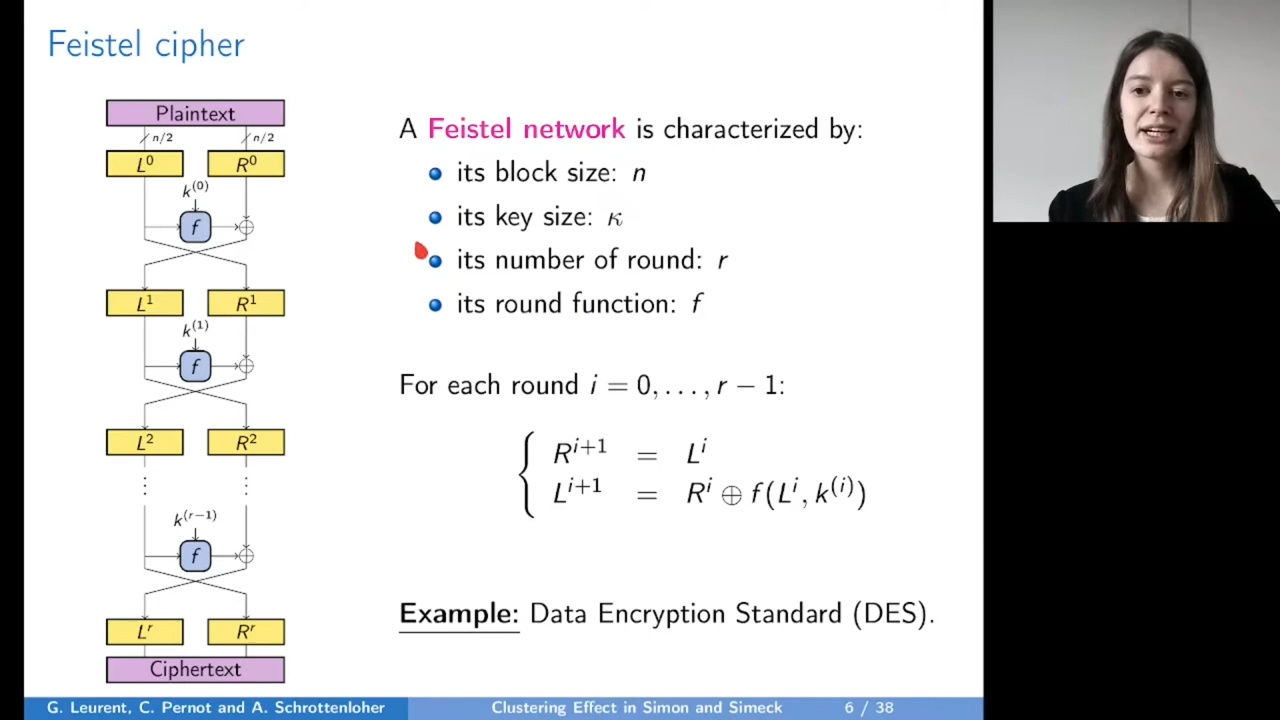 Feistel cipher
Plaintext
n/2 n/2
L⁰ R⁰
k⁽⁰⁾
f
L¹ R¹
k⁽¹⁾
f
L² R²
k⁽ʳ⁻¹⁾
f
Lʳ Rʳ
Ciphertext
A Feistel network is characterized by:
its block size: n
its key size: κ
its number of round: r
its round function: f
For each round i = 0, . . . , r − 1:
Rⁱ⁺¹ = Lⁱ
Lⁱ⁺¹ = Rⁱ ⊕ f(Lⁱ, k⁽ⁱ⁾)
Example: Data Encryption Standard (DES).
G. Leurent, C. Pernot and A. Schrottenloher Clustering Effect in Simon and Simeck 6 / 38